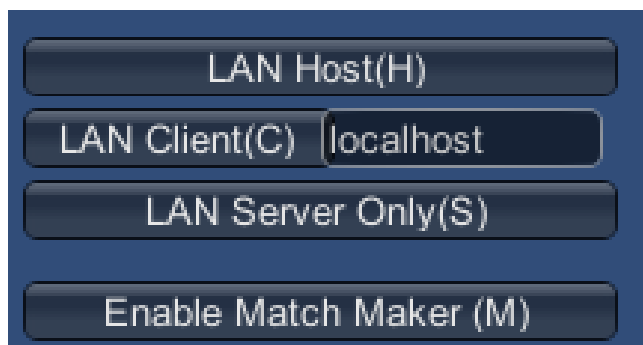 LAN Host(H)
LAN Client(C) localhost
LAN Server Only(S)
Enable Match Maker (M)